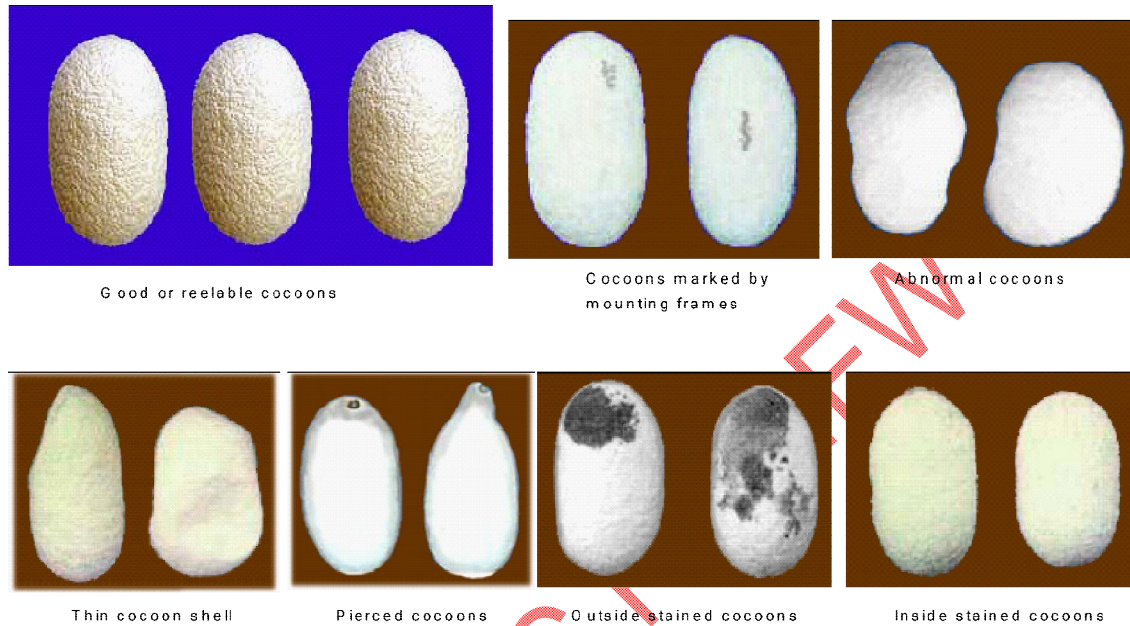 Good or reelable cocoons
Cocoons marked by
mounting frames
Abnormal cocoons
Thin cocoon shell
Pierced cocoons
Outside stained cocoons
Inside stained cocoons